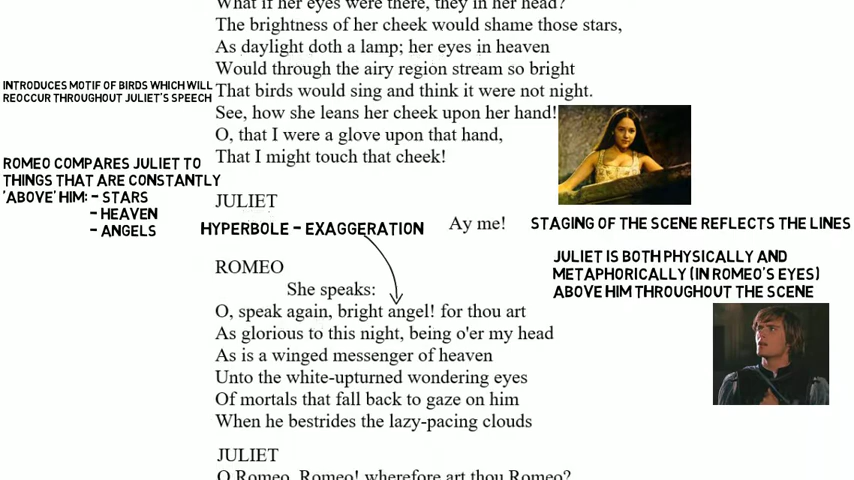 What if her eyes were there, they in her head?
The brightness of her cheek would shame those stars,
As daylight doth a lamp; her eyes in heaven
Would through the airy region stream so bright
INTRODUCES MOTIF OF BIRDS WHICH WILL
REOCCUR THROUGHOUT JULIET'S SPEECH
That birds would sing and think it were not night.
See, how she leans her cheek upon her hand!
O, that I were a glove upon that hand,
That I might touch that cheek!
ROMEO COMPARES JULIET TO
THINGS THAT ARE CONSTANTLY
'ABOVE' HIM: - STARS
- HEAVEN
- ANGELS
JULIET
HYPERBOLE - EXAGGERATION
Ay me!
STAGING OF THE SCENE REFLECTS THE LINES
JULIET IS BOTH PHYSICALLY AND
METAPHORICALLY (IN ROMEO'S EYES)
ABOVE HIM THROUGHOUT THE SCENE
ROMEO
She speaks:
O, speak again, bright angel! for thou art
As glorious to this night, being o'er my head
As is a winged messenger of heaven
Unto the white-upturned wondering eyes
Of mortals that fall back to gaze on him
When he bestrides the lazy-pacing clouds
JULIET
O Romeo, Romeo! wherefore art thou Romeo?